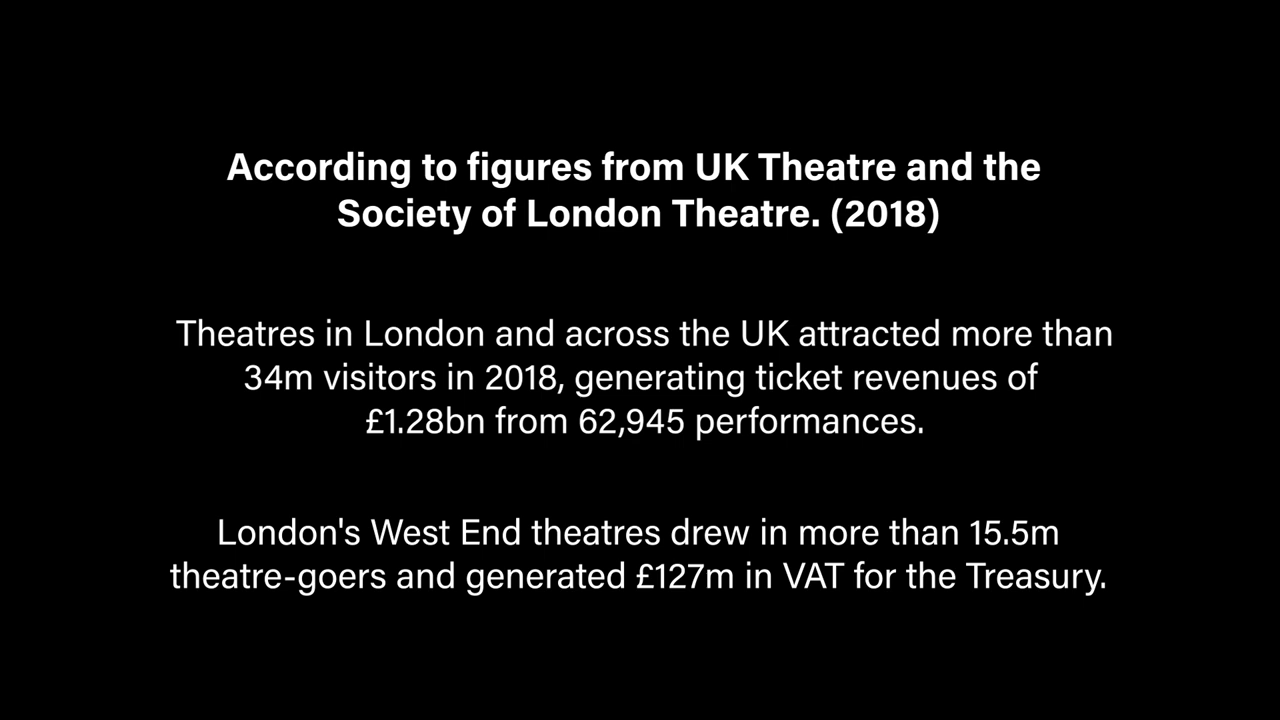 According to figures from UK Theatre and the
Society of London Theatre. (2018)
Theatres in London and across the UK attracted more than
34m visitors in 2018, generating ticket revenues of
£1.28bn from 62,945 performances.
London's West End theatres drew in more than 15.5m
theatre-goers and generated £127m in VAT for the Treasury.